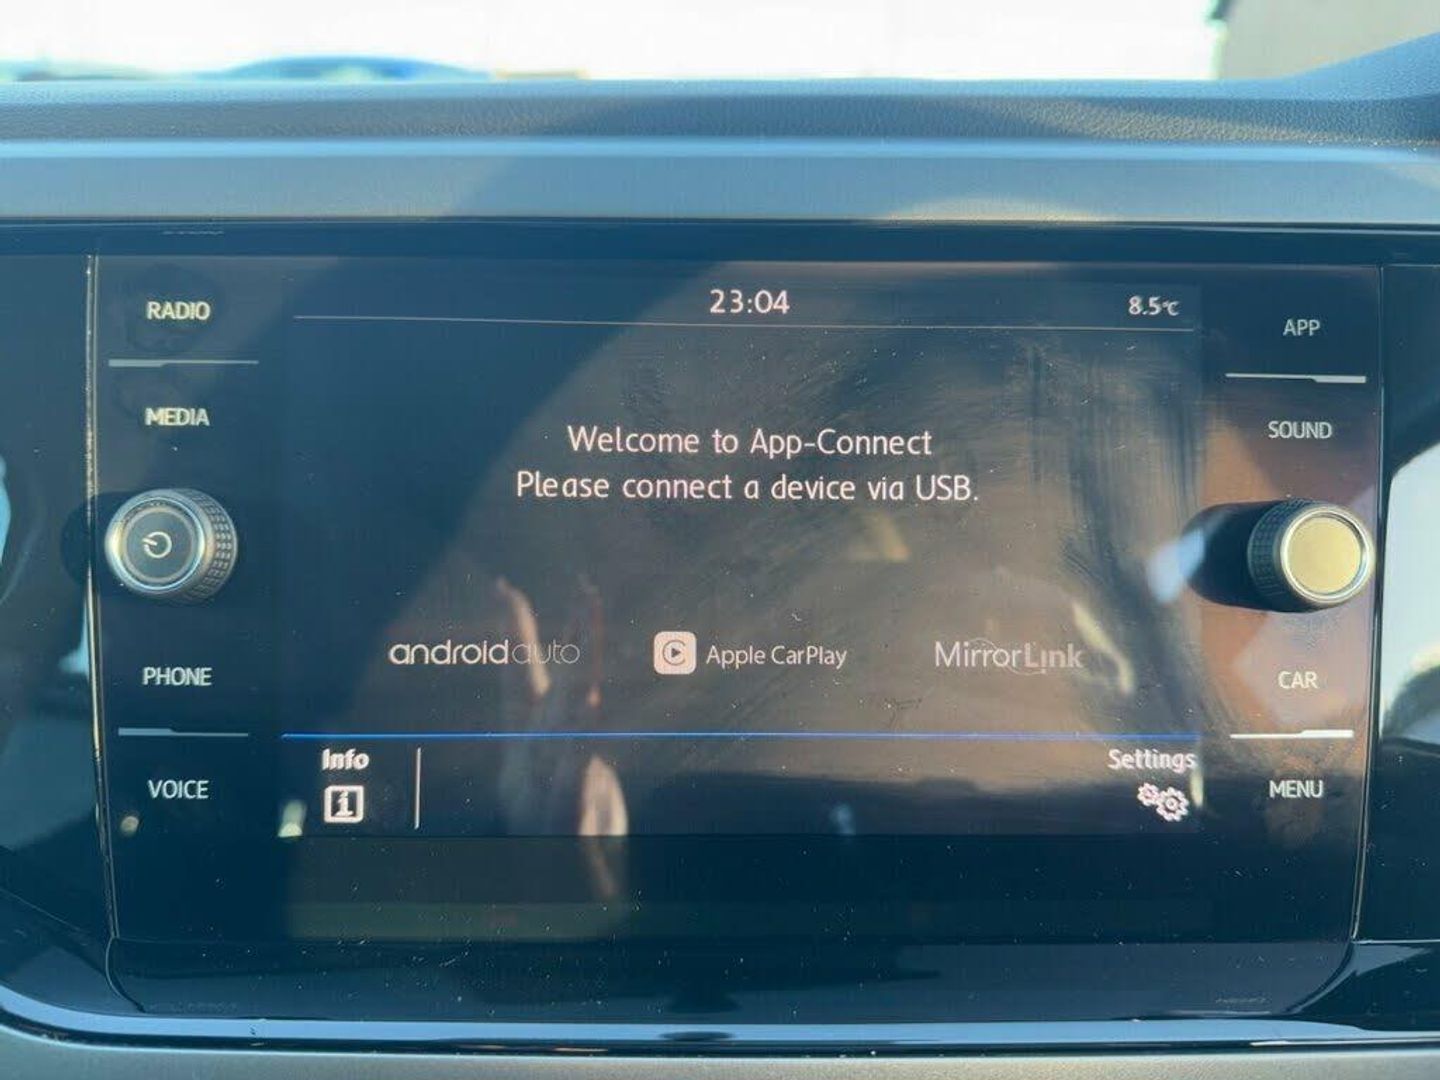 23:04
8.5°C
RADIO
MEDIA
PHONE
VOICE
Welcome to App-Connect
Please connect a device via USB.
androidauto
Apple CarPlay
MirrorLink
Info
Settings
APP
SOUND
CAR
MENU